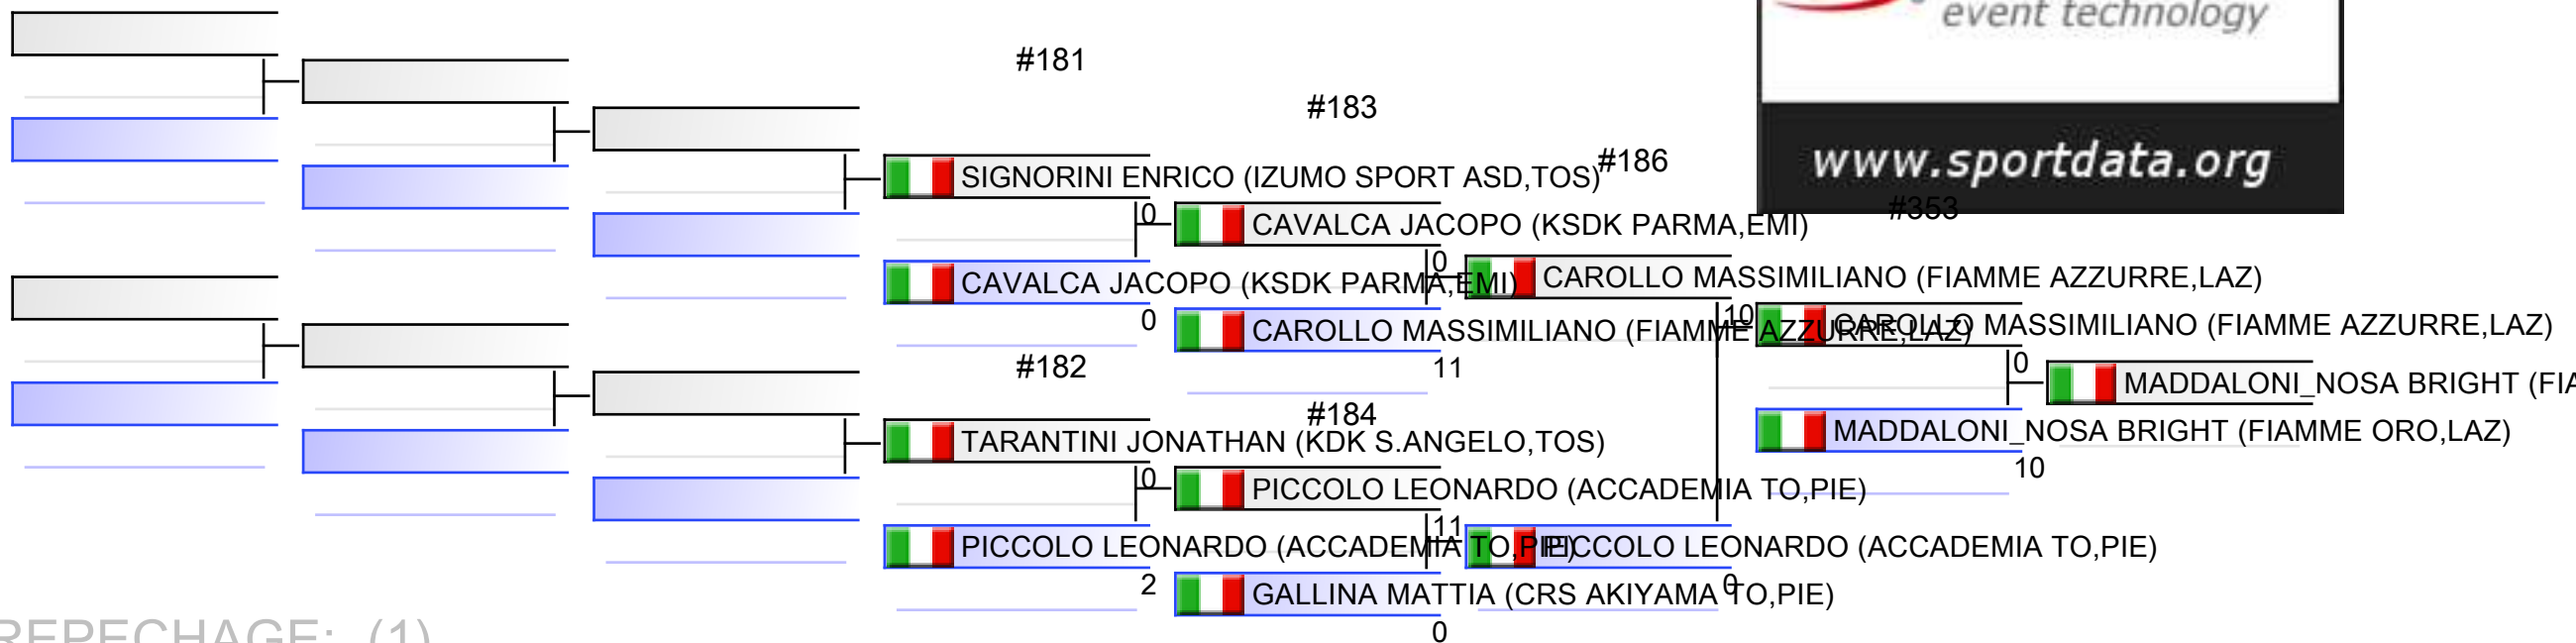 event technology
#181
#183
#186
www.sportdata.org
SIGNORINI ENRICO (IZUMO SPORT ASD,TOS)
#353
0
CAVALCA JACOPO (KSDK PARMA,EMI)
0
CAROLLO MASSIMILIANO (FIAMME AZZURRE,LAZ)
CAVALCA JACOPO (KSDK PARMA,EMI)
10
CAROLLO MASSIMILIANO (FIAMME AZZURRE,LAZ)
0
CAROLLO MASSIMILIANO (FIAMME AZZURRE,LAZ)
11
0
#182
MADDALONI_NOSA BRIGHT (FIA
#184
MADDALONI_NOSA BRIGHT (FIAMME ORO,LAZ)
TARANTINI JONATHAN (KDK S.ANGELO,TOS)
10
0
PICCOLO LEONARDO (ACCADEMIA TO,PIE)
11
PICCOLO LEONARDO (ACCADEMIA TO,PIE)
PICCOLO LEONARDO (ACCADEMIA TO,PIE)
2
0
GALLINA MATTIA (CRS AKIYAMA TO,PIE)
0
REPECHAGE: (1)